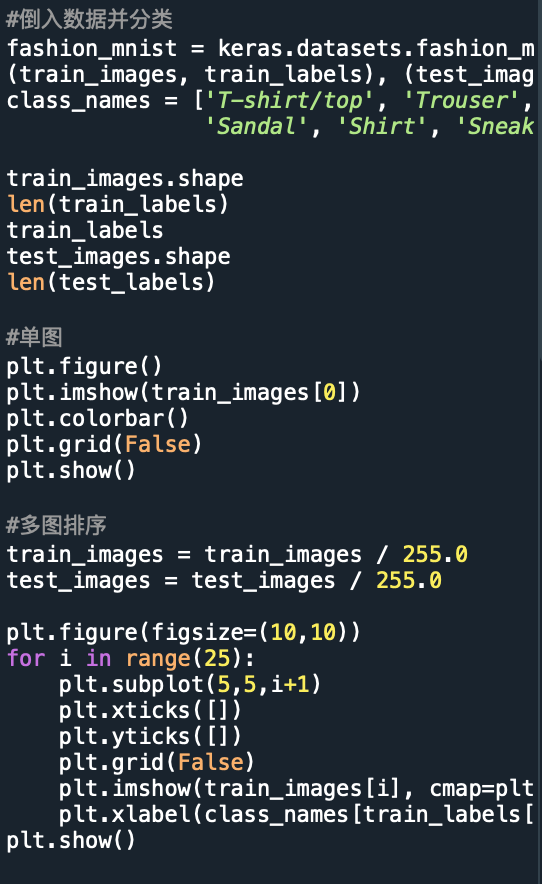 #倒入数据并分类
fashion_mnist = keras.datasets.fashion_m
(train_images, train_labels), (test_imag
class_names = ['T-shirt/top', 'Trouser',
'Sandal', 'Shirt', 'Sneak
train_images.shape
len(train_labels)
train_labels
test_images.shape
len(test_labels)
#单图
plt.figure()
plt.imshow(train_images[0])
plt.colorbar()
plt.grid(False)
plt.show()
#多图排序
train_images = train_images / 255.0
test_images = test_images / 255.0
plt.figure(figsize=(10,10))
for i in range(25):
    plt.subplot(5,5,i+1)
    plt.xticks([])
    plt.yticks([])
    plt.grid(False)
    plt.imshow(train_images[i], cmap=plt
    plt.xlabel(class_names[train_labels[
plt.show()